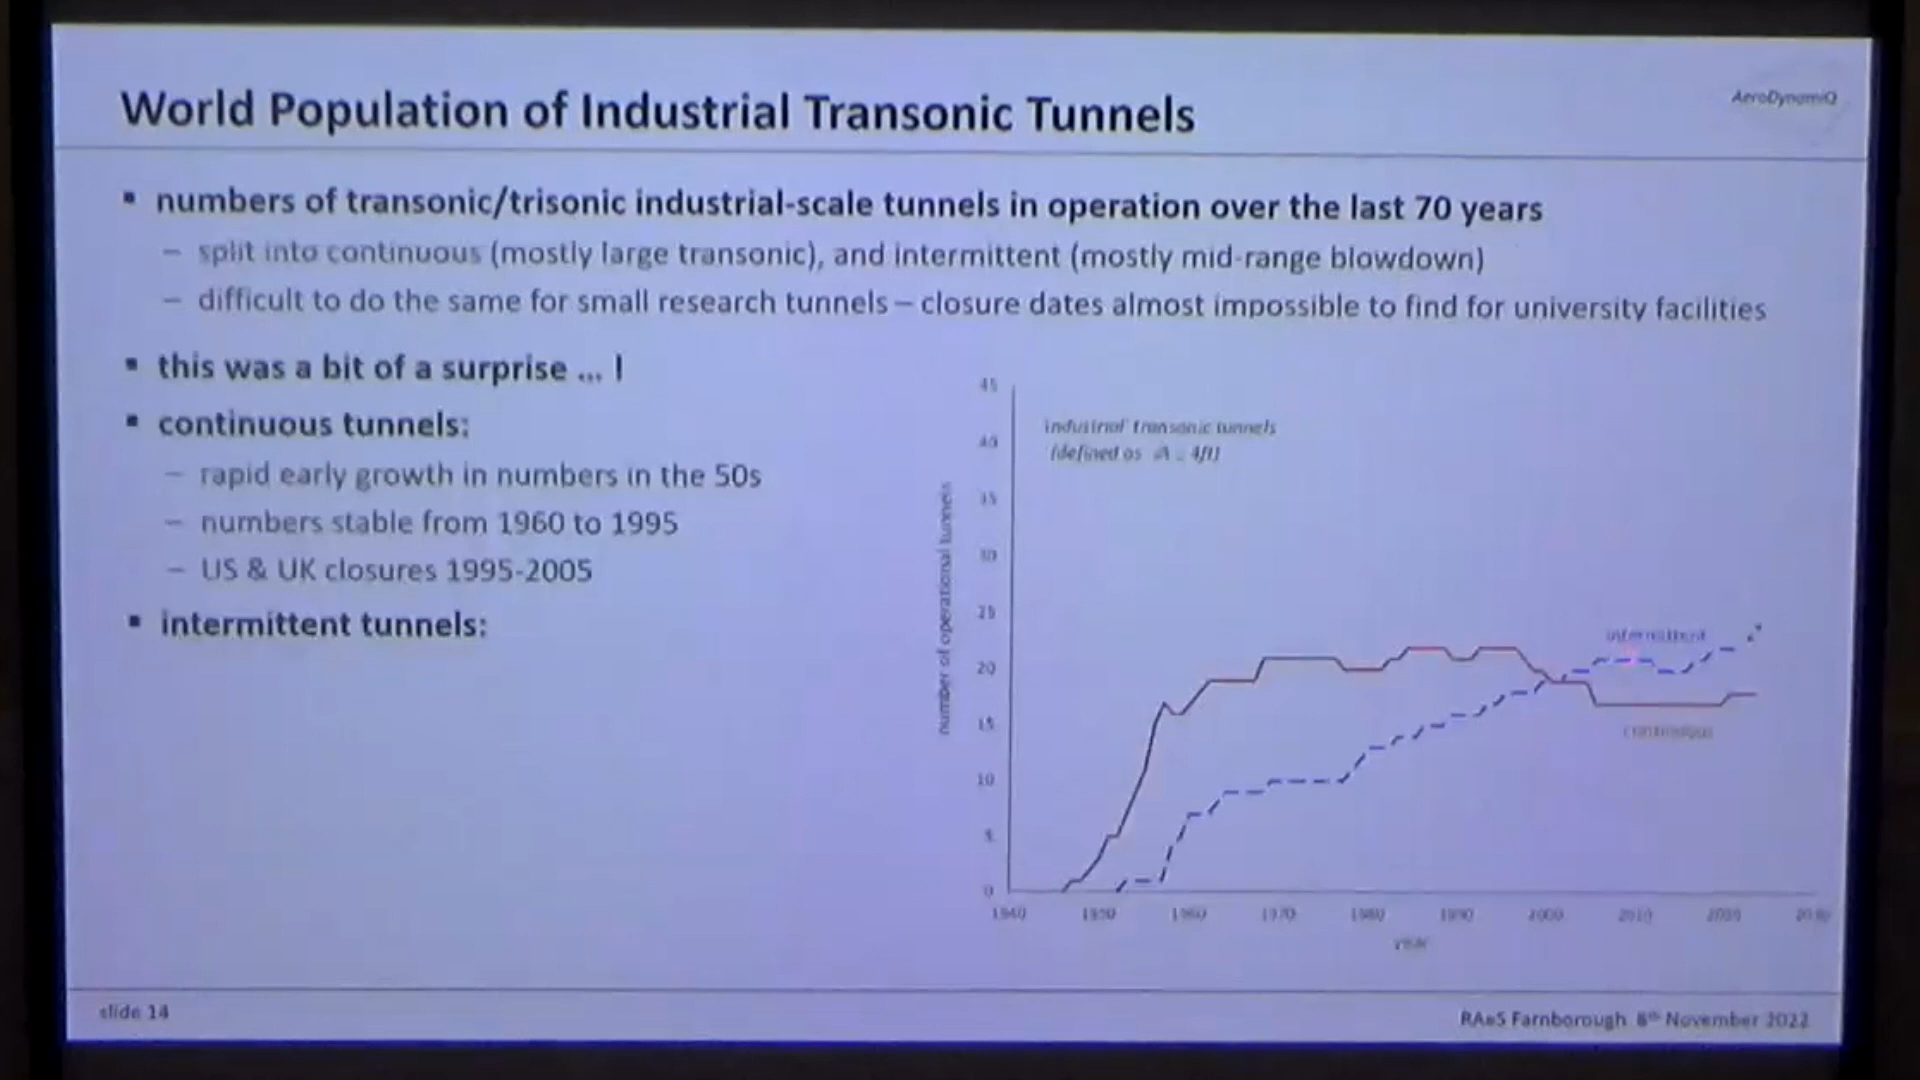 World Population of Industrial Transonic Tunnels
AeroDynamiQ
▪ numbers of transonic/trisonic industrial-scale tunnels in operation over the last 70 years
– split into continuous (mostly large transonic), and intermittent (mostly mid-range blowdown)
– difficult to do the same for small research tunnels – closure dates almost impossible to find for university facilities
▪ this was a bit of a surprise ... !
▪ continuous tunnels:
– rapid early growth in numbers in the 50s
– numbers stable from 1960 to 1995
– US & UK closures 1995-2005
▪ intermittent tunnels:
industrial transonic tunnels
(defined as 4ft)
number of operational tunnels
45
40
35
30
25
20
15
10
5
0
intermittent
continuous
1940 1950 1960 1970 1980 1990 2000 2010 2020 2030
year
slide 14
RAeS Farnborough 8th November 2022